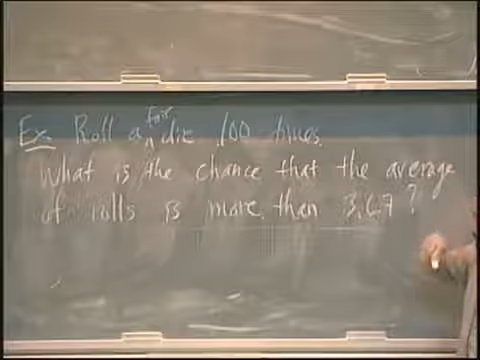 Ex. Roll a fair die 100 times.
What is the chance that the average
of rolls is more than 3.67?